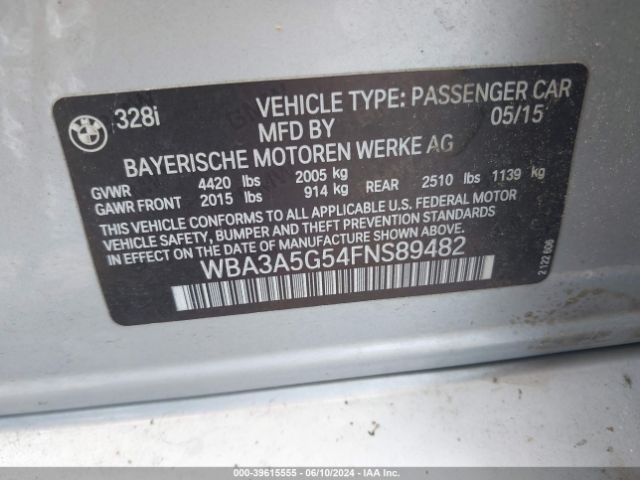 328i VEHICLE TYPE: PASSENGER CAR
MFD BY 05/15
BAYERISCHE MOTOREN WERKE AG
GVWR 4420 lbs 2005 kg
GAWR FRONT 2015 lbs 914 kg REAR 2510 lbs 1139 kg
THIS VEHICLE CONFORMS TO ALL APPLICABLE U.S. FEDERAL MOTOR
VEHICLE SAFETY, BUMPER AND THEFT PREVENTION STANDARDS
IN EFFECT ON THE DATE OF MANUFACTURE SHOWN ABOVE.
WBA3A5G54FNS89482
2 122 606
(000-39615555 - 06/10/2024 - IAA Inc.)